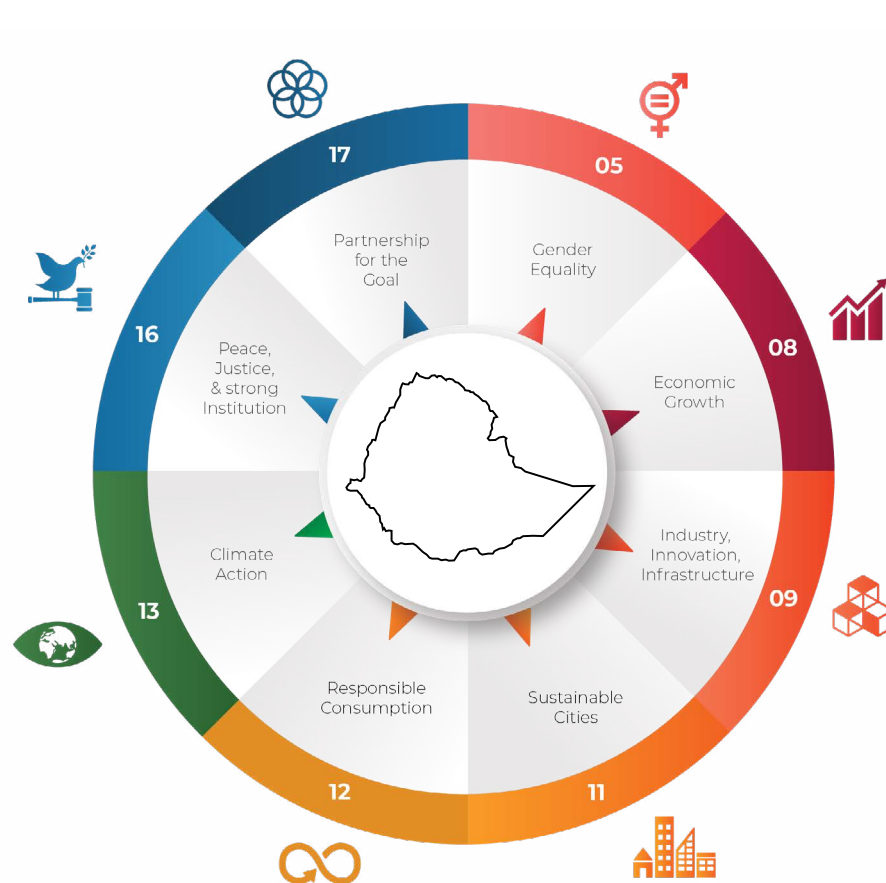 17
05
Partnership
for the
Goal
Gender
Equality
16
08
Peace,
Justice,
& strong
Institution
Economic
Growth
Climate
Action
Industry,
Innovation,
Infrastructure
13
09
Responsible
Consumption
Sustainable
Cities
12
11